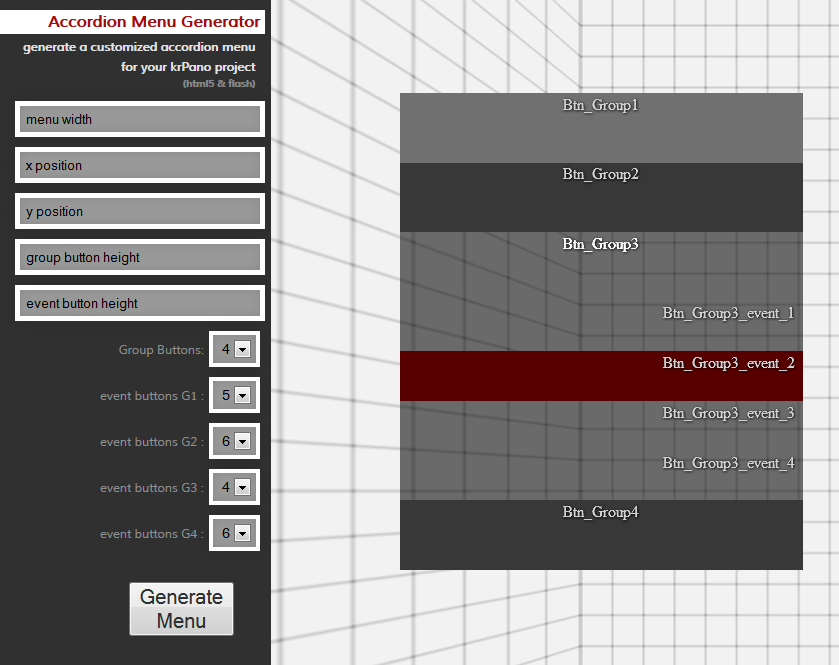 Accordion Menu Generator
generate a customized accordion menu
for your krPano project
(html5 & flash)
menu width
x position
y position
group button height
event button height
Group Buttons: 4
event buttons G1 : 5
event buttons G2 : 6
event buttons G3 : 4
event buttons G4 : 6
Generate
Menu
Btn_Group1
Btn_Group2
Btn_Group3
Btn_Group3_event_1
Btn_Group3_event_2
Btn_Group3_event_3
Btn_Group3_event_4
Btn_Group4